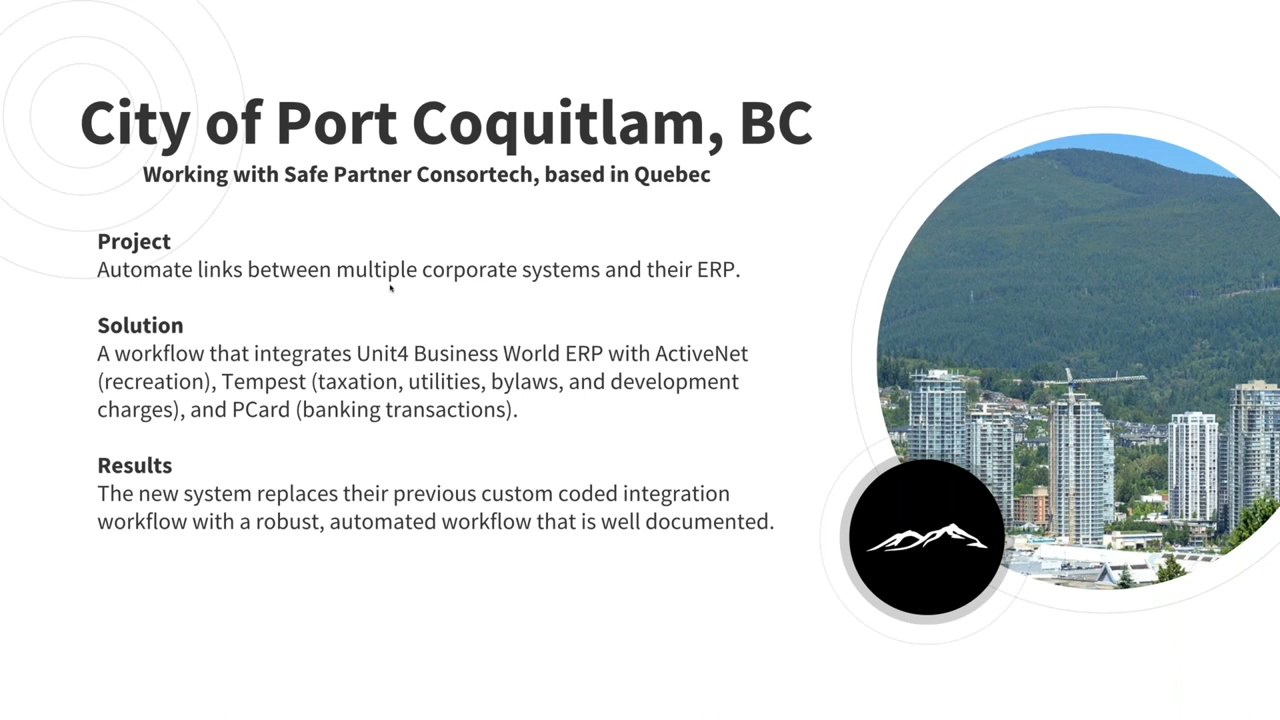 City of Port Coquitlam, BC
Working with Safe Partner Consortech, based in Quebec
Project
Automate links between multiple corporate systems and their ERP.
Solution
A workflow that integrates Unit4 Business World ERP with ActiveNet
(recreation), Tempest (taxation, utilities, bylaws, and development
charges), and PCard (banking transactions).
Results
The new system replaces their previous custom coded integration
workflow with a robust, automated workflow that is well documented.